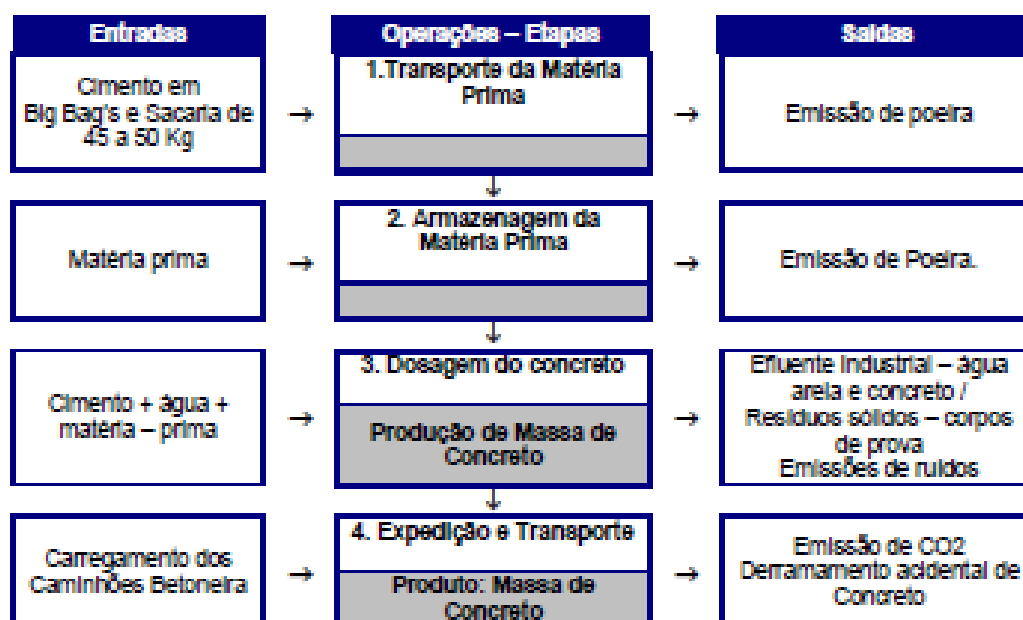 Entradas
Operações – Etapas
Saídas
Cimento em
Big Bag's e Sacaria de
45 a 50 Kg
→
1.Transporte da Matéria
Prima
→
Emissão de poeira
↓
Matéria prima
→
2. Armazenagem da
Matéria Prima
→
Emissão de Poeira.
↓
Cimento + água +
matéria – prima
→
3. Dosagem do concreto
Produção de Massa de
Concreto
→
Efluente Industrial – água
areia e concreto /
Resíduos sólidos – corpos
de prova
Emissões de ruídos
↓
Carregamento dos
Caminhões Betoneira
→
4. Expedição e Transporte
Produto: Massa de
Concreto
→
Emissão de CO2
Derramamento acidental de
Concreto